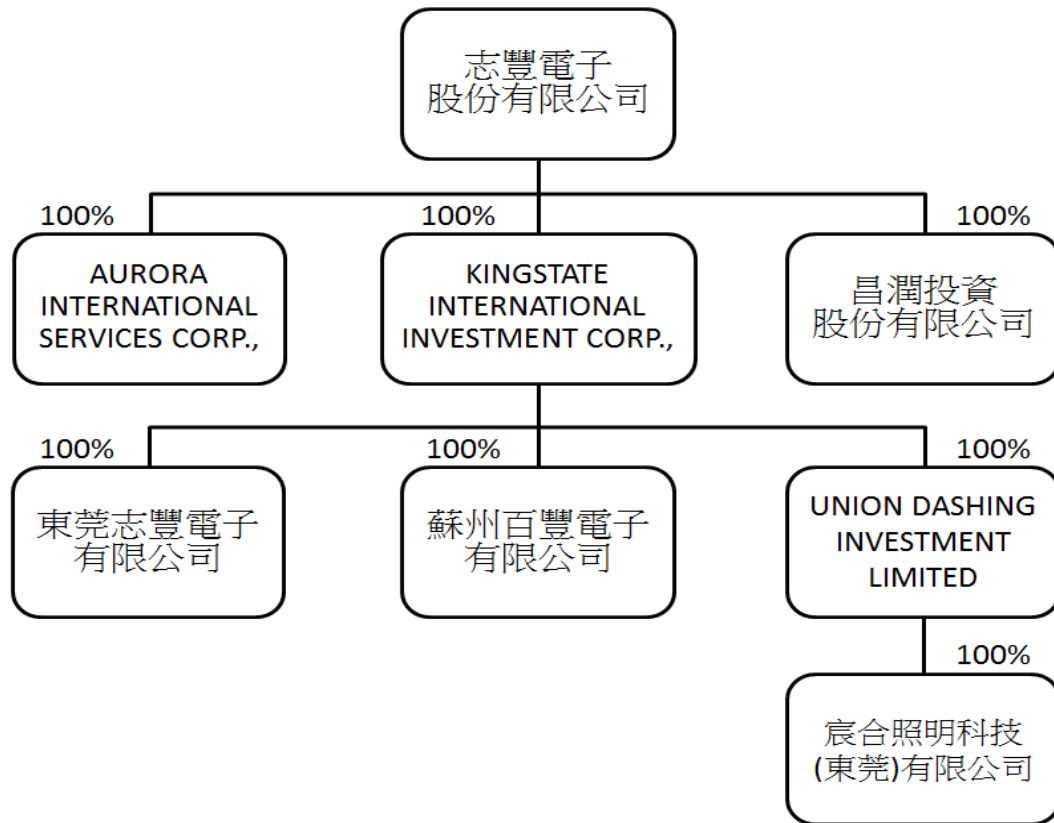 志豐電子
股份有限公司
100%
100%
100%
AURORA
INTERNATIONAL
SERVICES CORP.,
KINGSTATE
INTERNATIONAL
INVESTMENT CORP.,
昌潤投資
股份有限公司
100%
100%
100%
東莞志豐電子
有限公司
蘇州百豐電子
有限公司
UNION DASHING
INVESTMENT
LIMITED
100%
宸合照明科技
(東莞)有限公司